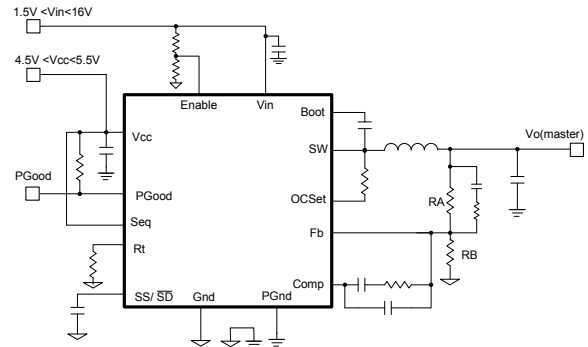 1.5V <Vin<16V
4.5V <Vcc<5.5V
Enable
Vin
Boot
Vcc
Vo(master)
SW
PGood
PGood
OCSet
RA
Seq
Fb
Rt
RB
Comp
SS/ SD
Gnd
PGnd